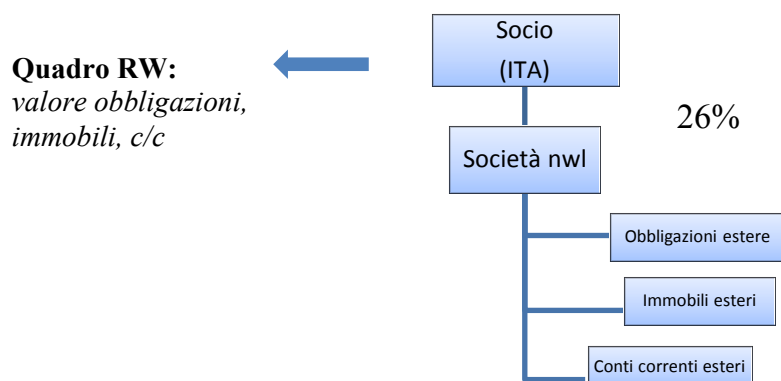 Quadro RW:
valore obbligazioni,
immobili, c/c
Socio
(ITA)
26%
Società nwl
Obbligazioni estere
Immobili esteri
Conti correnti esteri